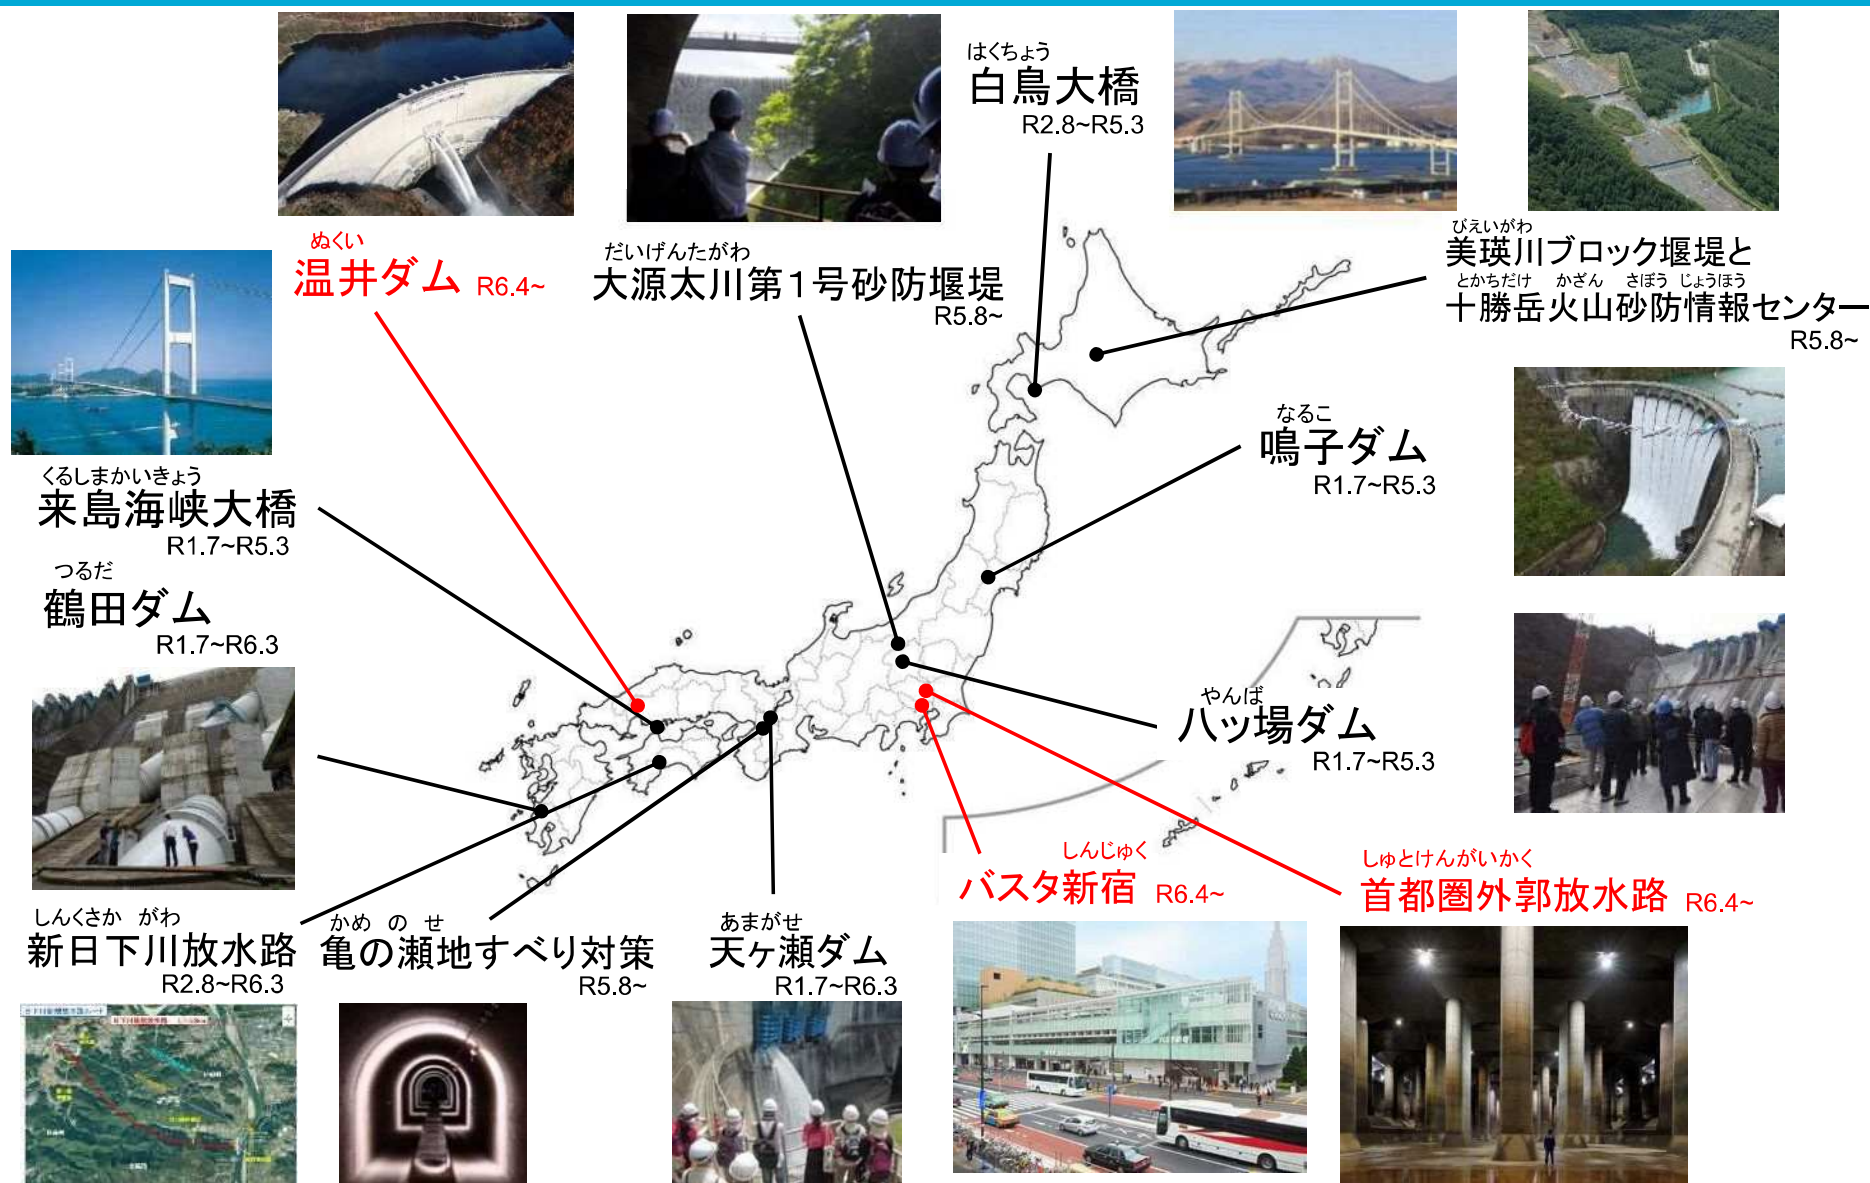 はくちょう
白鳥大橋
R2.8~R5.3
びえいがわ
美瑛川ブロック堰堤と
とかちだけ かざん さぼう じょうほう
十勝岳火山砂防情報センター
R5.8~
ぬくい
温井ダム R6.4~
だいげんたがわ
大源太川第1号砂防堰堤
R5.8~
なるこ
鳴子ダム
R1.7~R5.3
くるしまかいきょう
来島海峡大橋
R1.7~R5.3
つるだ
鶴田ダム
R1.7~R6.3
やんば
八ッ場ダム
R1.7~R5.3
しんじゅく
バスタ新宿 R6.4~
しゅとけんがいかく
首都圏外郭放水路 R6.4~
しんくさか がわ
新日下川放水路
R2.8~R6.3
かめ の せ
亀の瀬地すべり対策
R5.8~
あまがせ
天ヶ瀬ダム
R1.7~R6.3